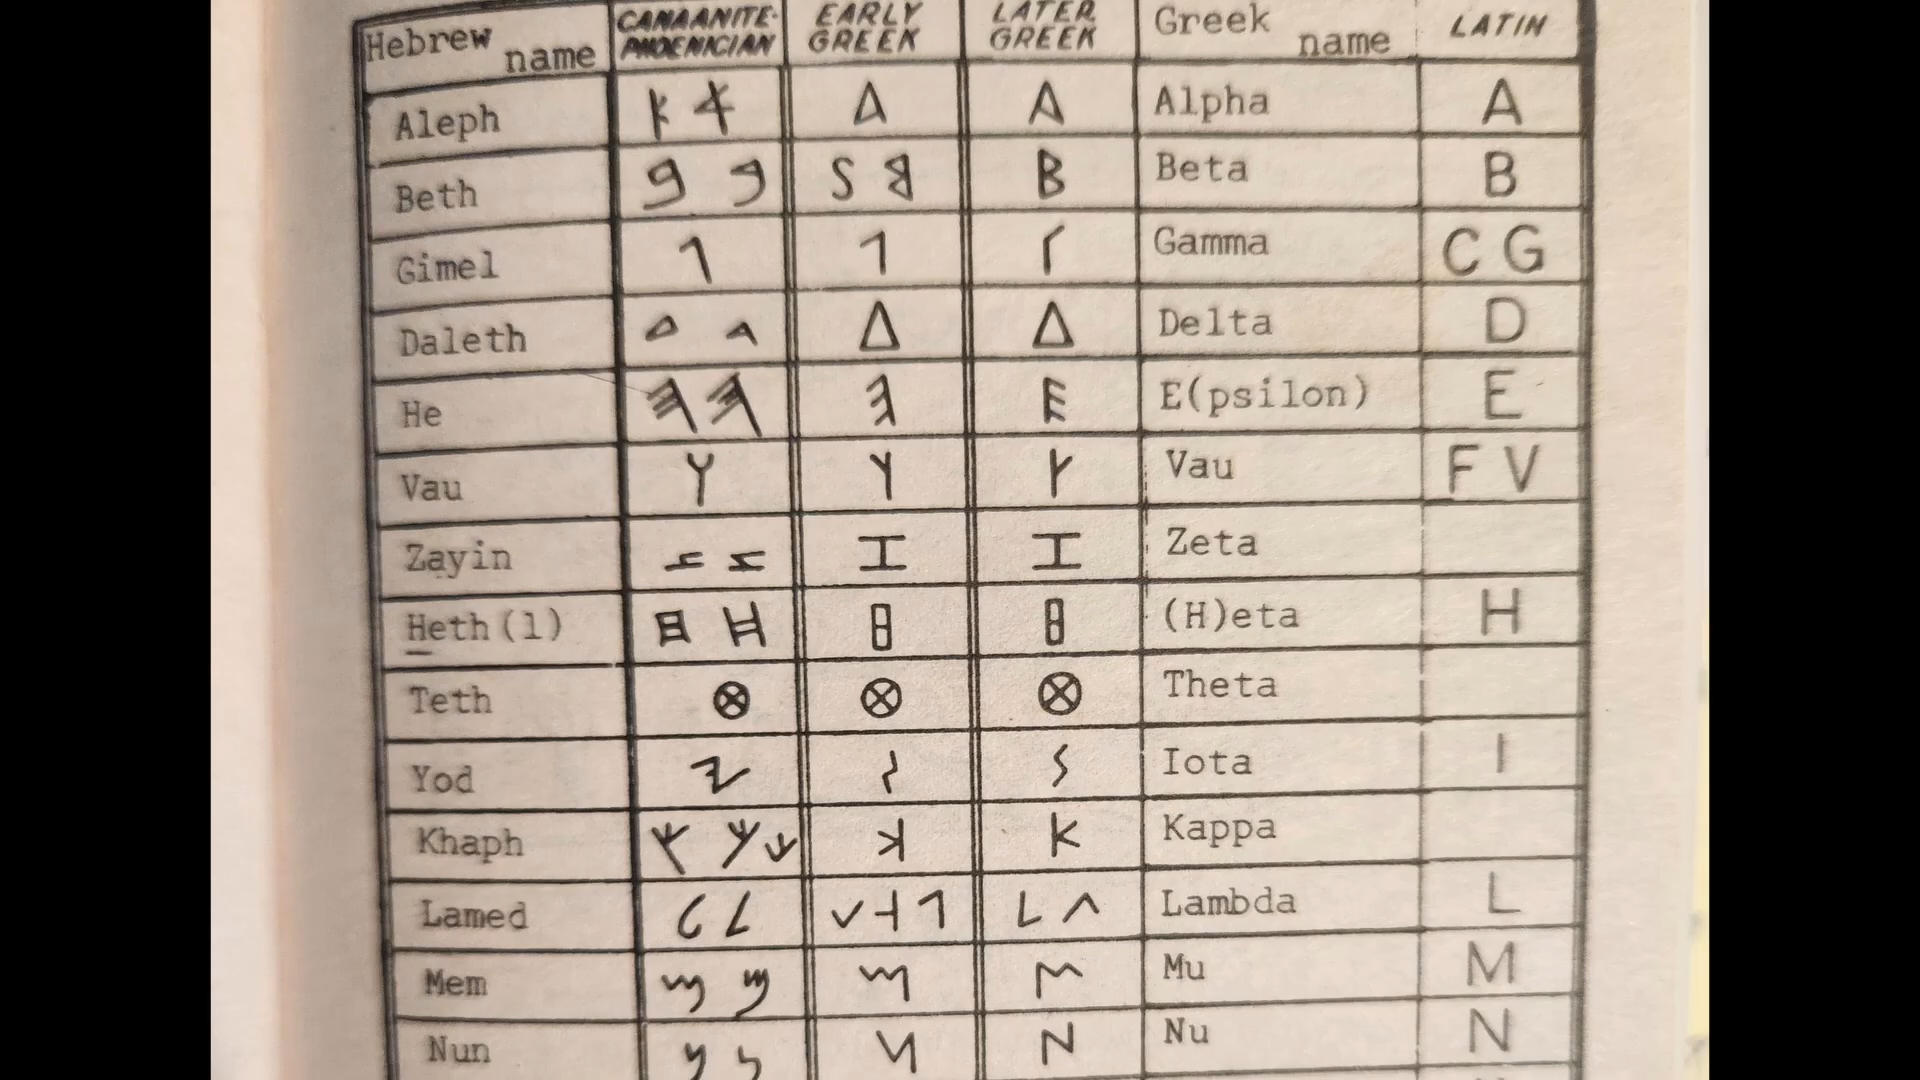 Hebrew name CANAANITE-PHOENICIAN EARLY GREEK LATER GREEK Greek name LATIN
Aleph 𐤀 𐤀 Α Α Alpha A
Beth 𐤁 𐤁 S B B Beta B
Gimel 𐤂 1 Γ Gamma C G
Daleth 𐤃 𐤃 Δ Δ Delta D
He 𐤄 𐤄 E E E(psilon) E
Vau 𐤅 Y F Vau F V
Zayin 𐤆 𐤆 I I Zeta
Heth(1) 𐤇 𐤇 𐌇 𐌇 (H)eta H
Teth ⊗ ⊗ ⊗ Theta
Yod 𐤉 S S Iota I
Khaph 𐤊 𐤊 𐤊 K K Kappa
Lamed 𐤋 𐤋 L Λ Lambda L
Mem 𐤌 𐤌 M M Mu M
Nun 𐤍 𐤍 N N Nu N